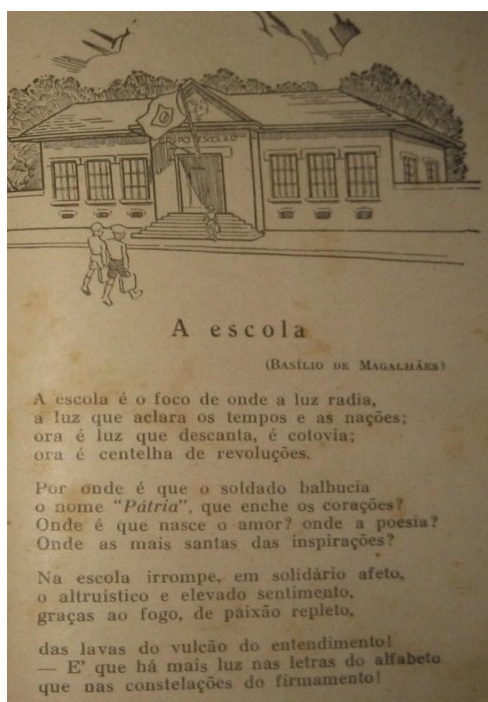 GRUPO ESCOLAR
A escola
(BASÍLIO DE MAGALHÃES)
A escola é o foco de onde a luz radia,
a luz que aclara os tempos e as nações;
ora é luz que descanta, é cotovia;
ora é centelha de revoluções.
Por onde é que o soldado balbucia
o nome "Pátria", que enche os corações?
Onde é que nasce o amor? onde a poesia?
Onde as mais santas das inspirações?
Na escola irrompe, em solidário afeto,
o altruístico e elevado sentimento,
graças ao fogo, de paixão repleto,
das lavas do vulcão do entendimento!
— E' que há mais luz nas letras do alfabeto
que nas constelações do firmamento!